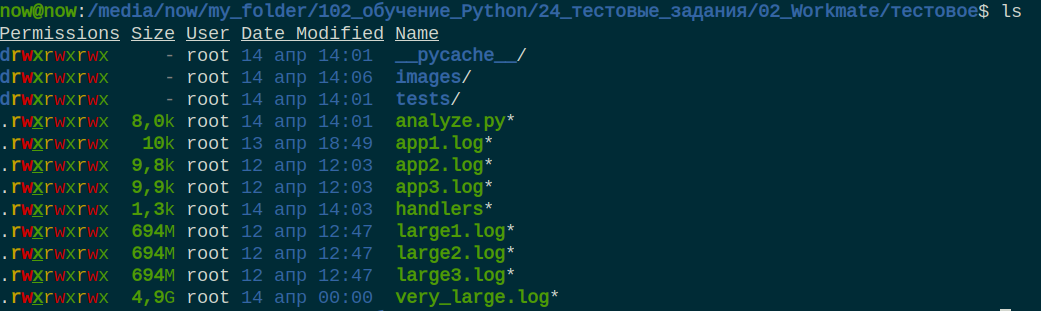 now@now:/media/now/my_folder/102_обучение_Python/24_тестовые_задания/02_Workmate/тестовое$ ls
Permissions Size User Date Modified Name
drwxrwxrwx     - root 14 апр 14:01  __pycache__/
drwxrwxrwx     - root 14 апр 14:06  images/
drwxrwxrwx     - root 14 апр 14:01  tests/
.rwxrwxrwx  8,0k root 14 апр 14:01  analyze.py*
.rwxrwxrwx   10k root 13 апр 18:49  app1.log*
.rwxrwxrwx  9,8k root 12 апр 12:03  app2.log*
.rwxrwxrwx  9,9k root 12 апр 12:03  app3.log*
.rwxrwxrwx  1,3k root 14 апр 14:03  handlers*
.rwxrwxrwx  694M root 12 апр 12:47  large1.log*
.rwxrwxrwx  694M root 12 апр 12:47  large2.log*
.rwxrwxrwx  694M root 12 апр 12:47  large3.log*
.rwxrwxrwx  4,9G root 14 апр 00:00  very_large.log*